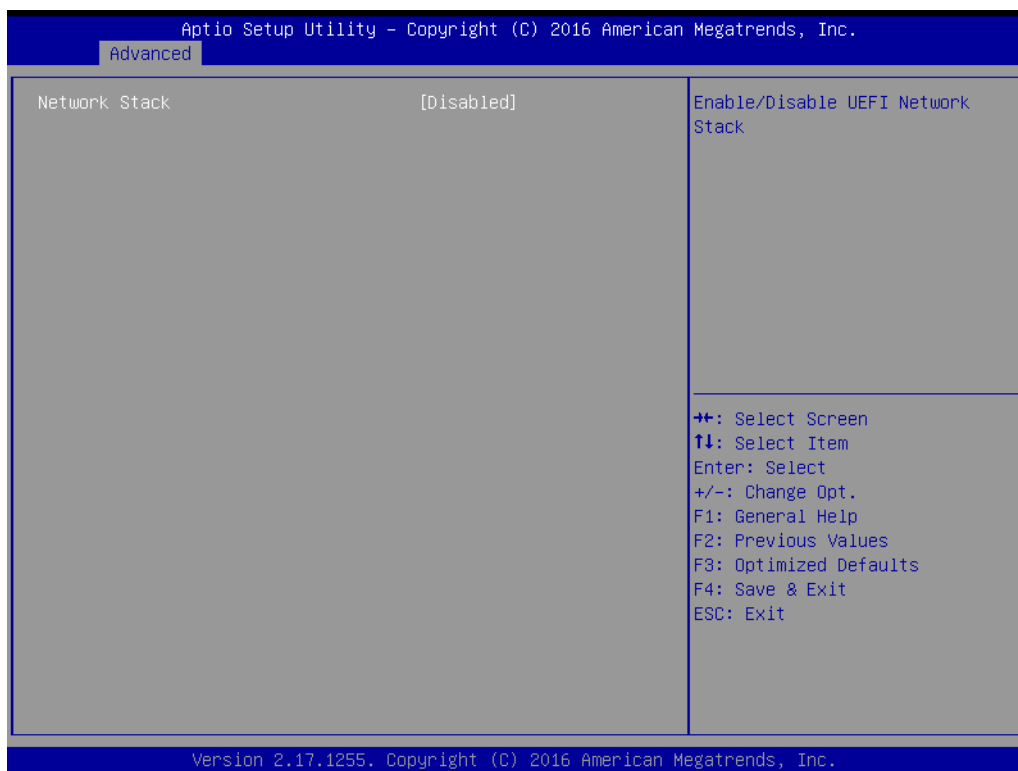 Aptio Setup Utility – Copyright (C) 2016 American Megatrends, Inc.
Advanced
Network Stack [Disabled]
Enable/Disable UEFI Network
Stack
→←: Select Screen
↑↓: Select Item
Enter: Select
+/-: Change Opt.
F1: General Help
F2: Previous Values
F3: Optimized Defaults
F4: Save & Exit
ESC: Exit
Version 2.17.1255. Copyright (C) 2016 American Megatrends, Inc.